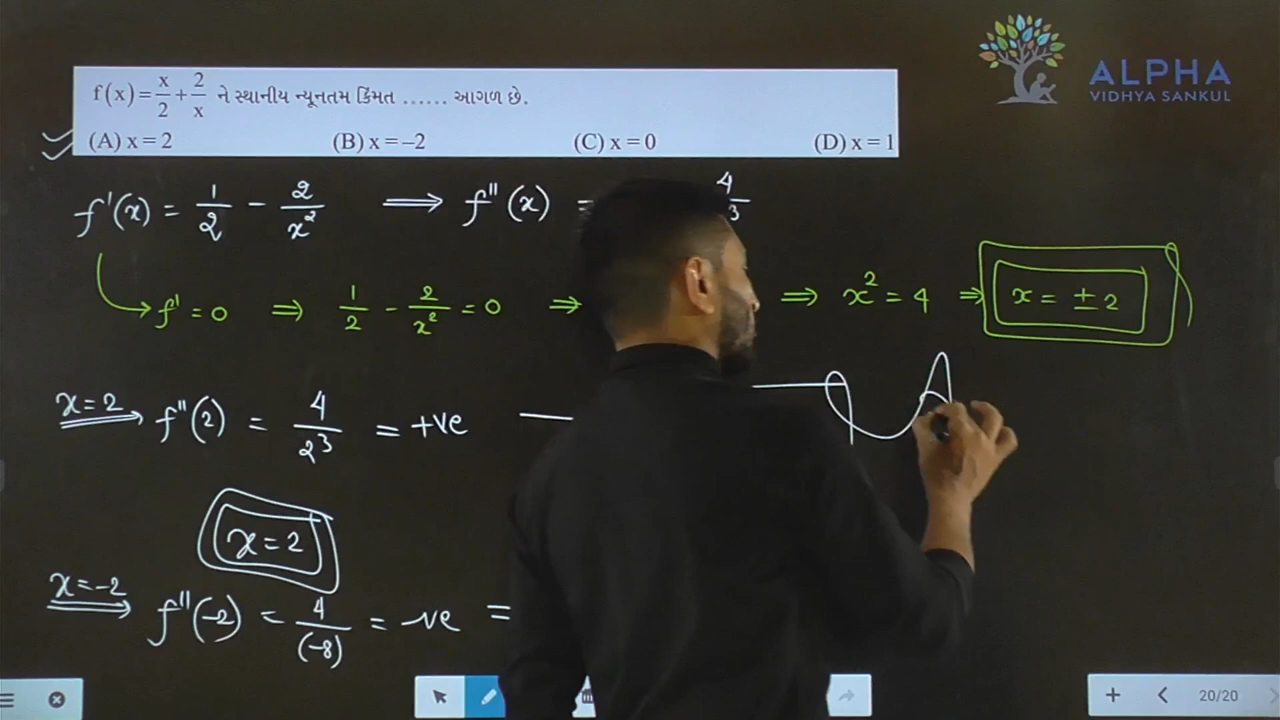 ALPHA
VIDHYA SANKUL
f(x)=x/2+2/x ને સ્થાનીય ન્યૂનતમ કિંમત ...... આગળ છે.
(A) x = 2 (B) x = –2 (C) x = 0 (D) x = 1
f'(x) = 1/2 - 2/x² ⟹ f''(x) = 4/ 3
f' = 0 ⇒ 1/2 - 2/x² = 0 ⇒ ⇒ x² = 4 ⇒ x = ± 2
x=2 f''(2) = 4/2³ = +ve
x=2
x=-2 f''(-2) = 4/(-8) = -ve =
20/20